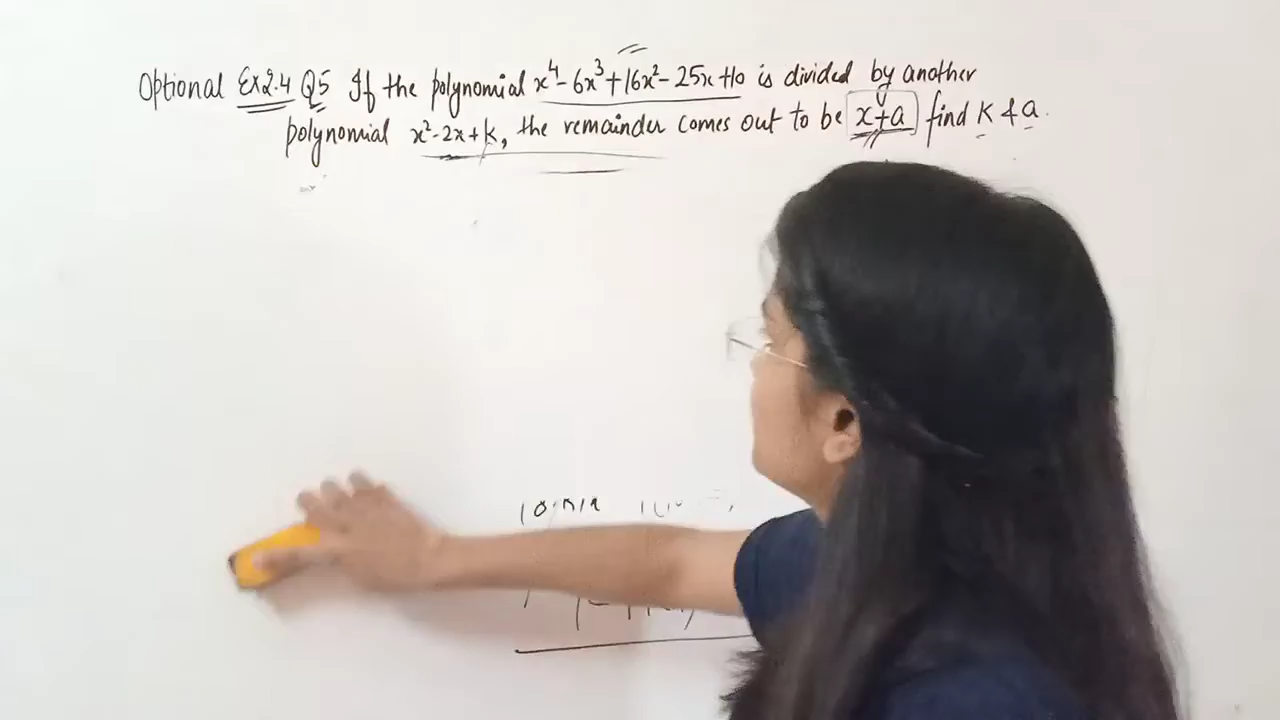 Optional Ex2.4 Q5 If the polynomial x⁴-6x³+16x²-25x+10 is divided by another
polynomial x²-2x+k, the remainder comes out to be x+a find K & a.